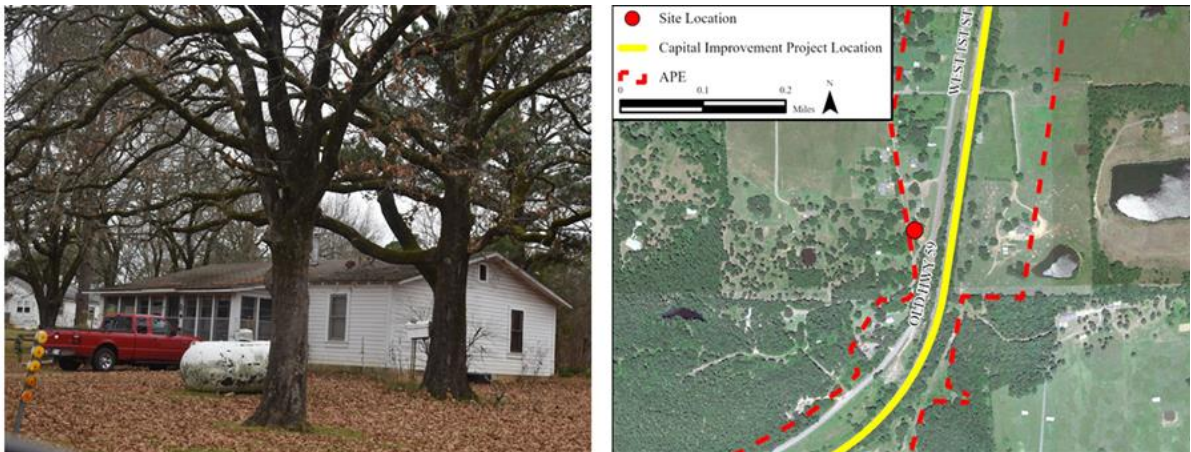 Site Location
Capital Improvement Project Location
APE
0 0.1 0.2
Miles
N
WEST 1ST ST
OLD HWY 59